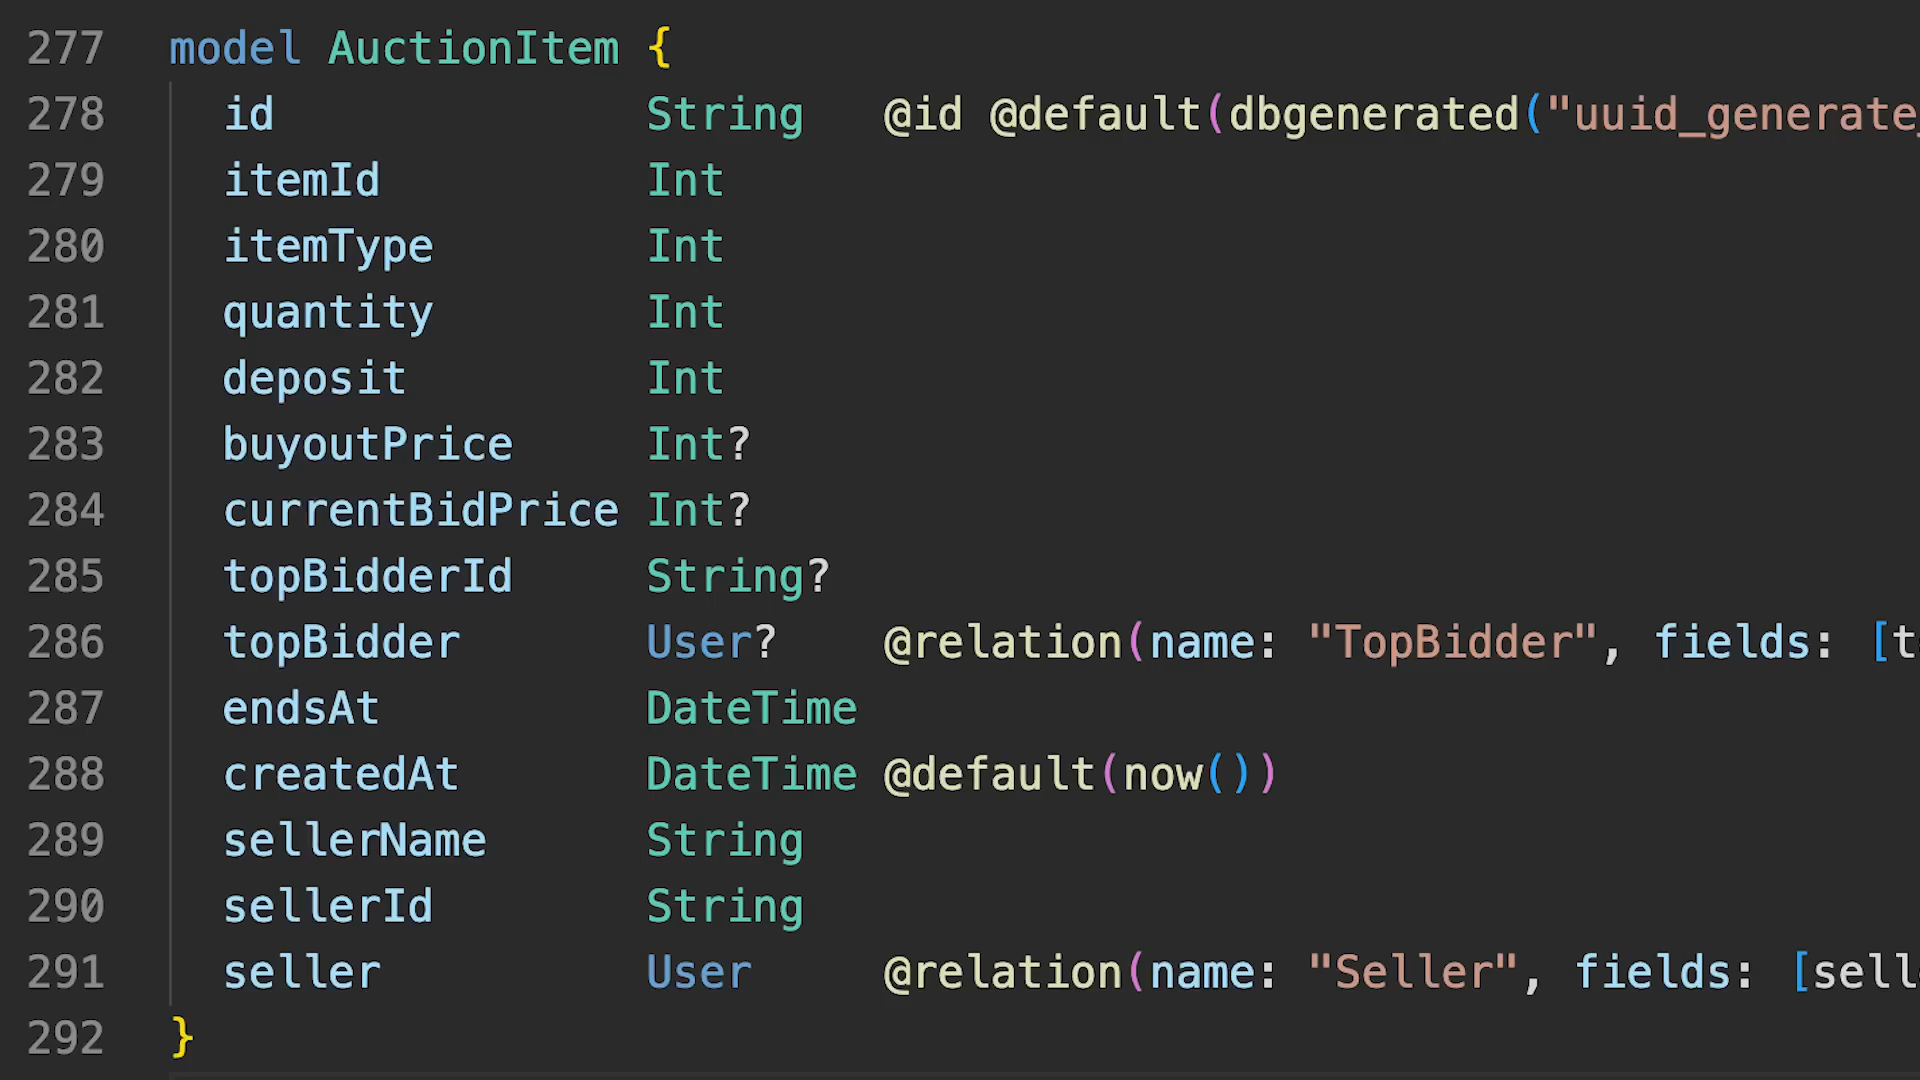 277 model AuctionItem {
278 id String @id @default(dbgenerated("uuid_generate_
279 itemId Int
280 itemType Int
281 quantity Int
282 deposit Int
283 buyoutPrice Int?
284 currentBidPrice Int?
285 topBidderId String?
286 topBidder User? @relation(name: "TopBidder", fields: [t
287 endsAt DateTime
288 createdAt DateTime @default(now())
289 sellerName String
290 sellerId String
291 seller User @relation(name: "Seller", fields: [sell
292 }